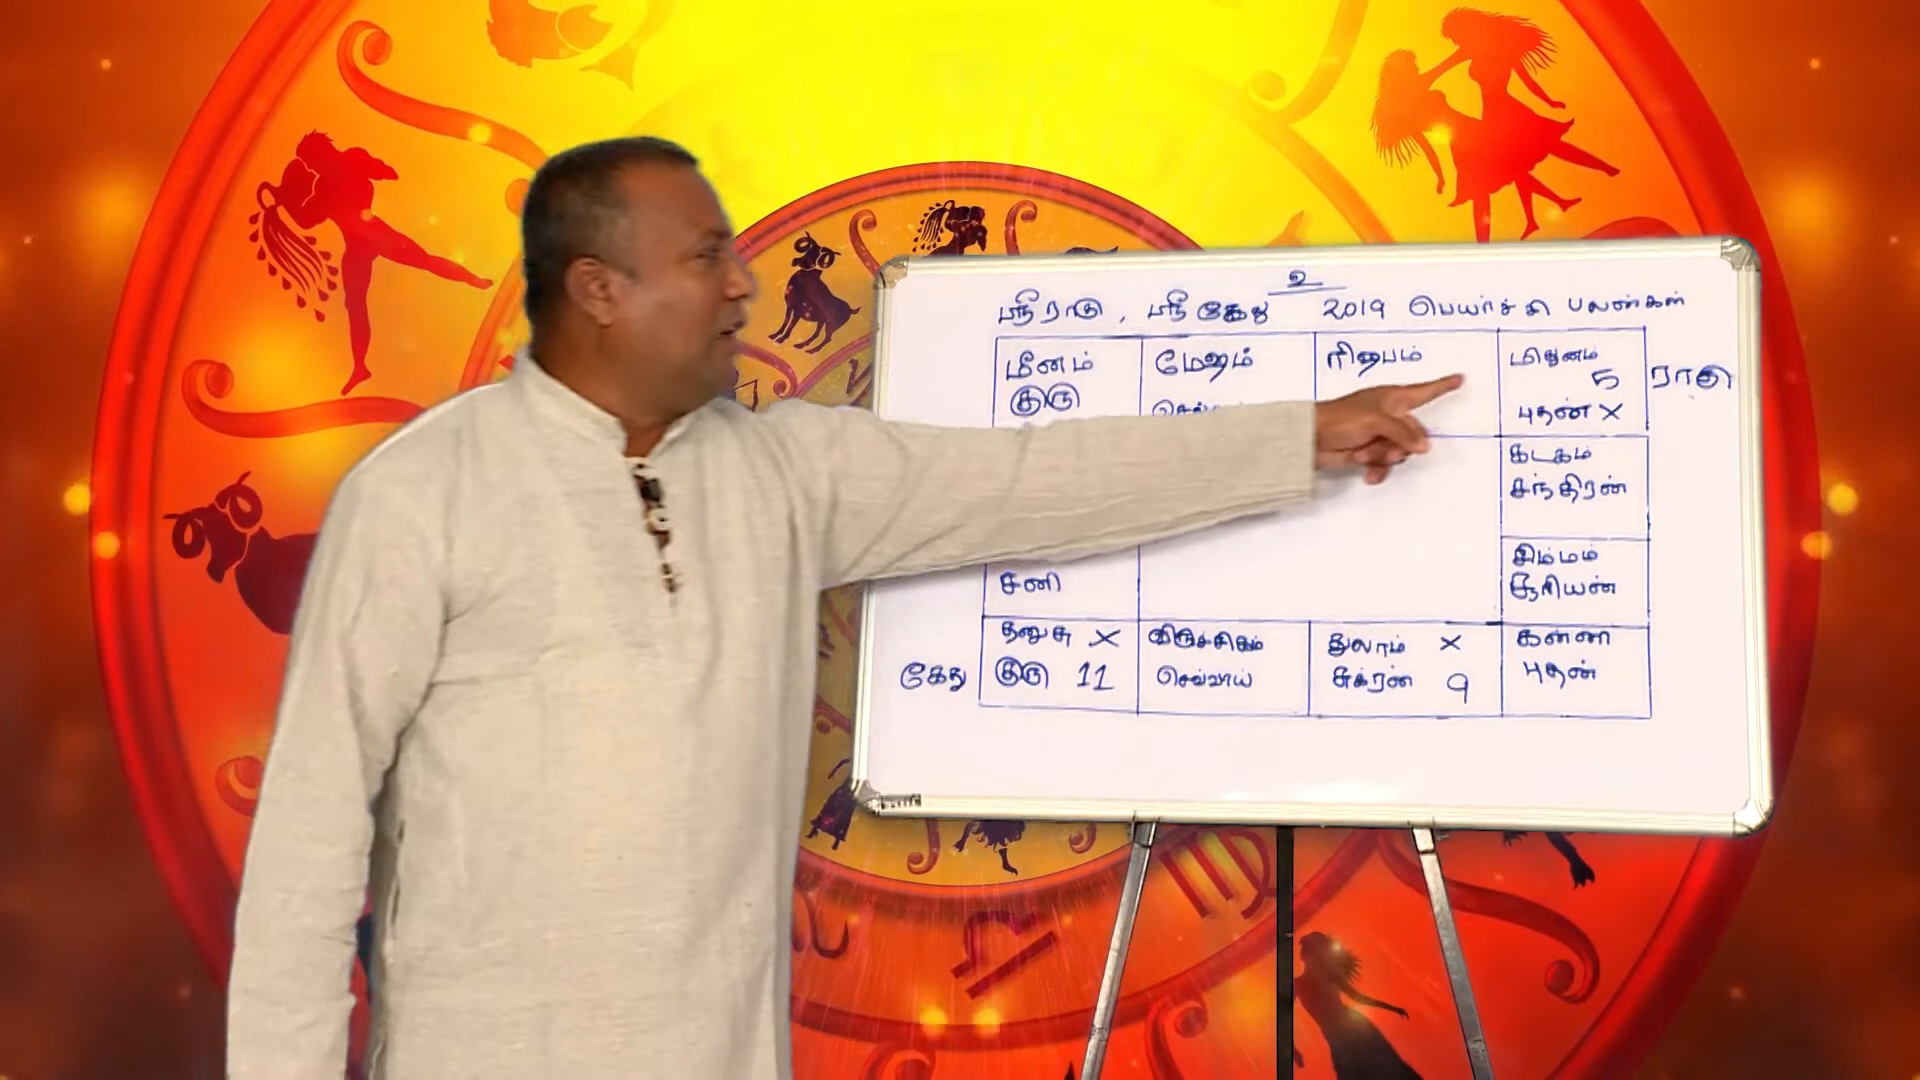 உ
ஸ்ரீ ராகு , ஸ்ரீ கேது 2019 பெயர்ச்சி பலன்கள்
மீனம் மேஷம் ரிஷபம் மிதுனம்
குரு 5 ராகு
புதன் X
கடகம்
சந்திரன்
சிம்மம்
சனி சூரியன்
தனுசு X விருச்சிகம் துலாம் X கன்னி
கேது குரு 11 செவ்வாய் சுக்ரன் 9 புதன்